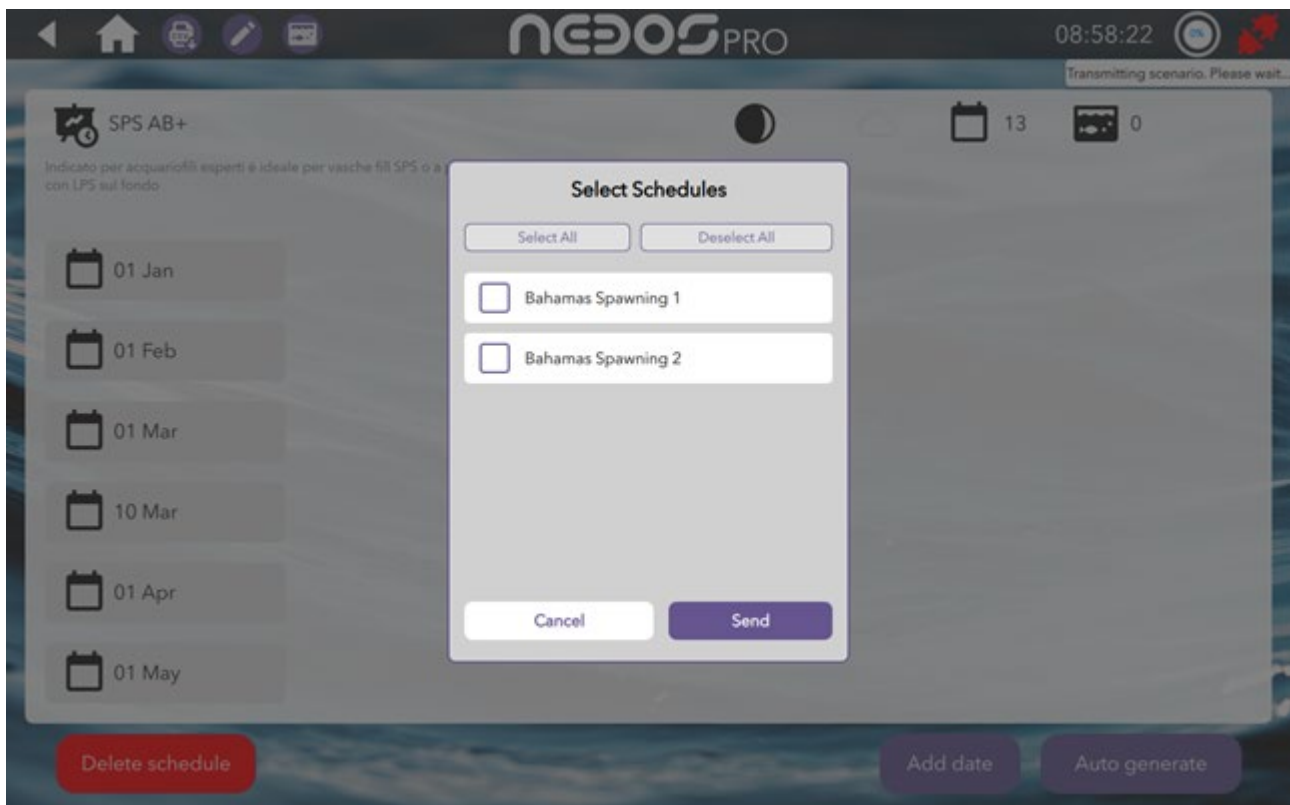 NEDOS PRO
08:58:22
0%
Transmitting scenario. Please wait...
SPS AB+
13
0
Indicato per acquariofili esperti è ideale per vasche fill SPS o a
con LPS sul fondo
Select Schedules
Select All
Deselect All
Bahamas Spawning 1
Bahamas Spawning 2
Cancel
Send
01 Jan
01 Feb
01 Mar
10 Mar
01 Apr
01 May
Delete schedule
Add date
Auto generate